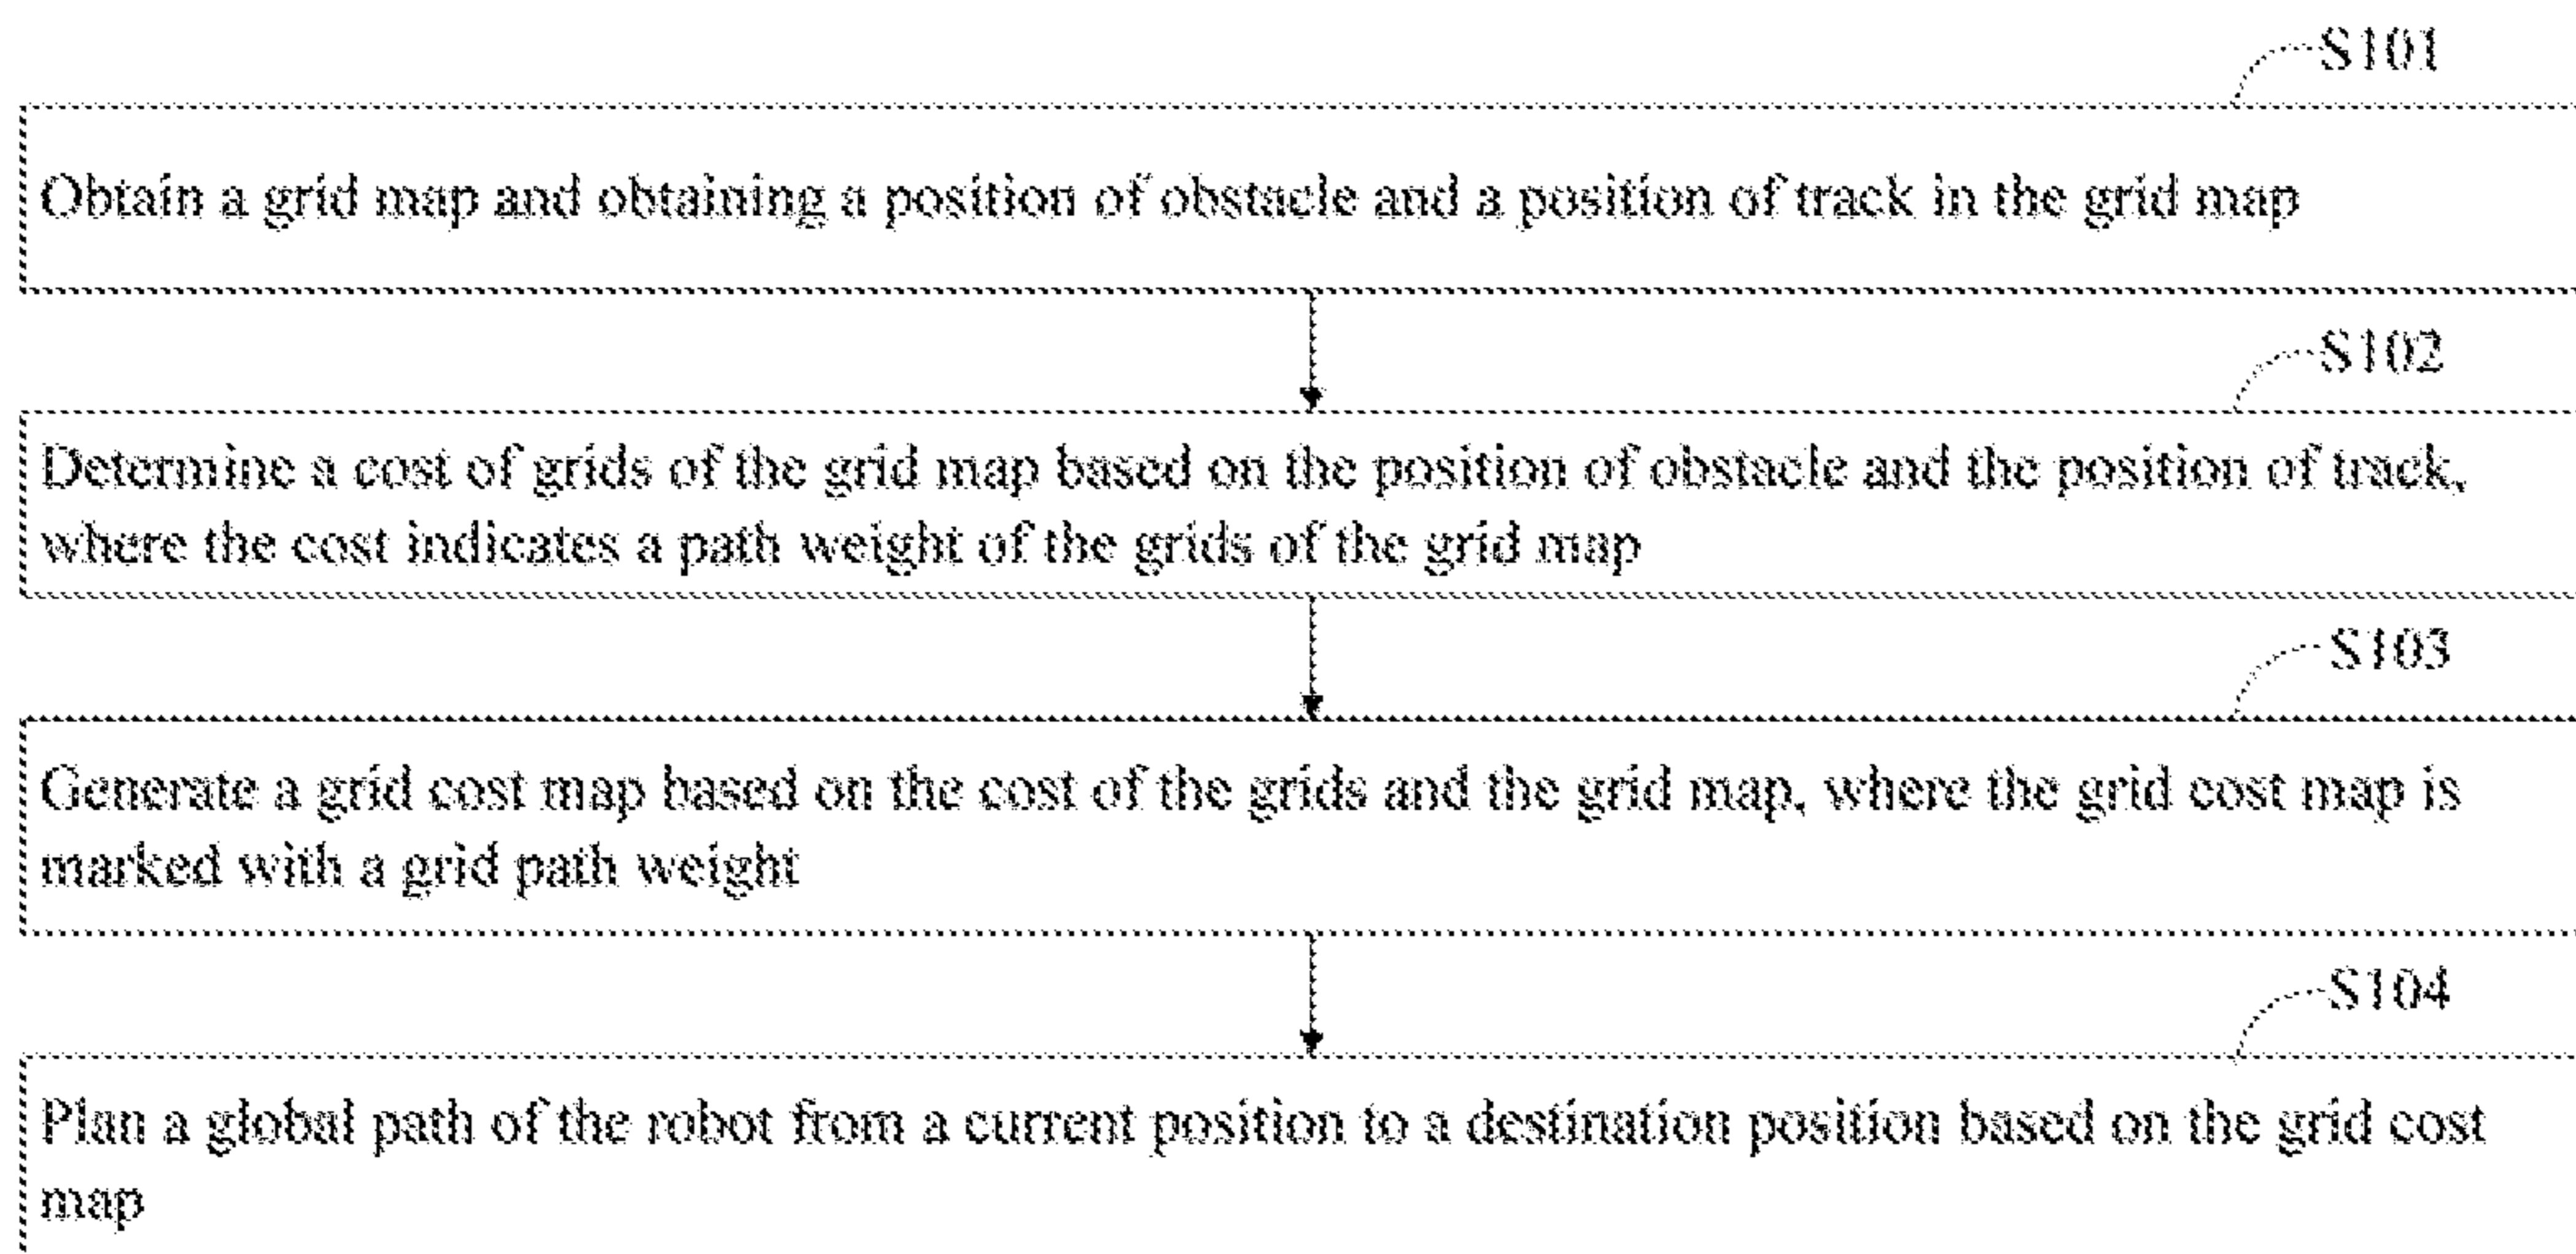 S101
Obtain a grid map and obtaining a position of obstacle and a position of track in the grid map
S102
Determine a cost of grids of the grid map based on the position of obstacle and the position of track,
where the cost indicates a path weight of the grids of the grid map
S103
Generate a grid cost map based on the cost of the grids and the grid map, where the grid cost map is
marked with a grid path weight
S104
Plan a global path of the robot from a current position to a destination position based on the grid cost
map